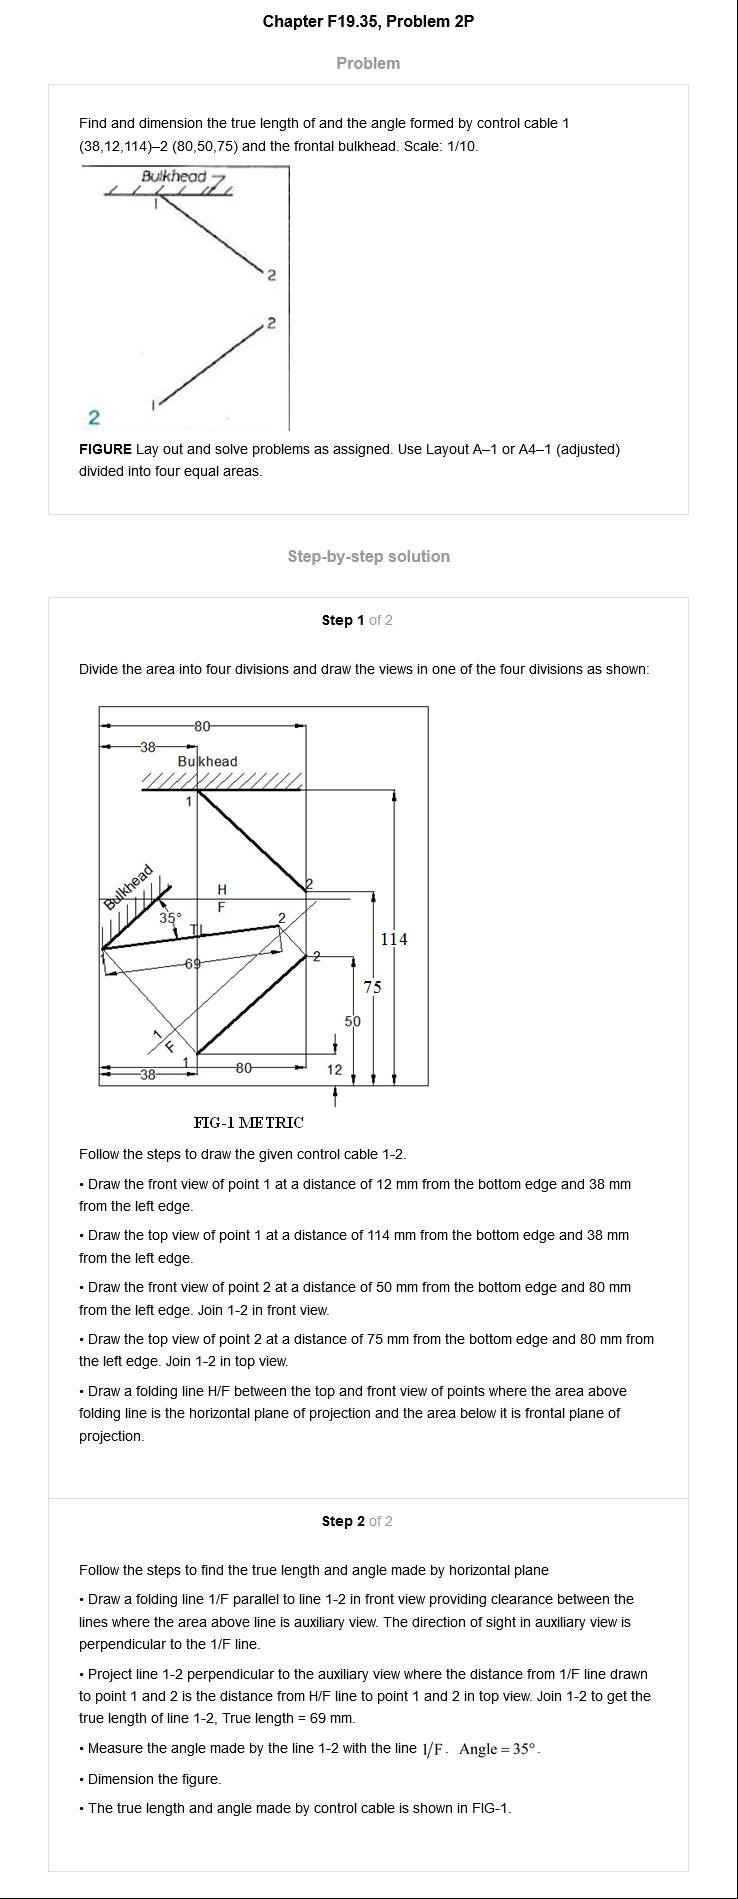 Chapter F19.35, Problem 2P
Problem
Find and dimension the true length of and the angle formed by control cable 1
(38,12,114)–2 (80,50,75) and the frontal bulkhead. Scale: 1/10.
Bulkhead
1
2
2
1
2
FIGURE Lay out and solve problems as assigned. Use Layout A–1 or A4–1 (adjusted)
divided into four equal areas.
Step-by-step solution
Step 1 of 2
Divide the area into four divisions and draw the views in one of the four divisions as shown:
80
38
Bulkhead
1
Bulkhead
2
H
F
35°
TL
2
114
1
69
2
75
50
1
F
1
80
12
38
FIG-1 METRIC
Follow the steps to draw the given control cable 1-2.
• Draw the front view of point 1 at a distance of 12 mm from the bottom edge and 38 mm
from the left edge.
• Draw the top view of point 1 at a distance of 114 mm from the bottom edge and 38 mm
from the left edge.
• Draw the front view of point 2 at a distance of 50 mm from the bottom edge and 80 mm
from the left edge. Join 1-2 in front view.
• Draw the top view of point 2 at a distance of 75 mm from the bottom edge and 80 mm from
the left edge. Join 1-2 in top view.
• Draw a folding line H/F between the top and front view of points where the area above
folding line is the horizontal plane of projection and the area below it is frontal plane of
projection.
Step 2 of 2
Follow the steps to find the true length and angle made by horizontal plane
• Draw a folding line 1/F parallel to line 1-2 in front view providing clearance between the
lines where the area above line is auxiliary view. The direction of sight in auxiliary view is
perpendicular to the 1/F line.
• Project line 1-2 perpendicular to the auxiliary view where the distance from 1/F line drawn
to point 1 and 2 is the distance from H/F line to point 1 and 2 in top view. Join 1-2 to get the
true length of line 1-2, True length = 69 mm.
• Measure the angle made by the line 1-2 with the line 1/F. Angle = 35°.
• Dimension the figure.
• The true length and angle made by control cable is shown in FIG-1.